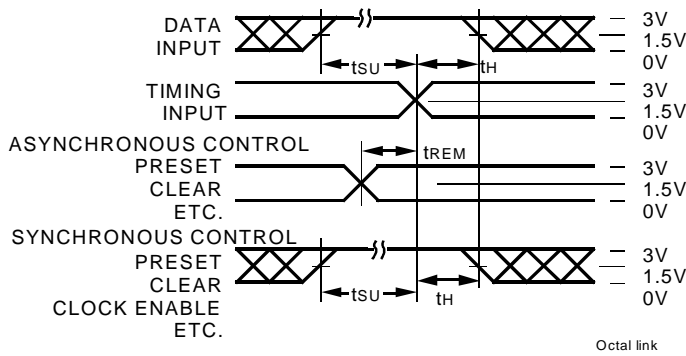 DATA
INPUT
tSU
tH
3V
1.5V
0V
TIMING
INPUT
3V
1.5V
0V
ASYNCHRONOUS CONTROL
PRESET
CLEAR
ETC.
tREM
3V
1.5V
0V
SYNCHRONOUS CONTROL
PRESET
CLEAR
CLOCK ENABLE
ETC.
tSU
tH
3V
1.5V
0V
Octal link